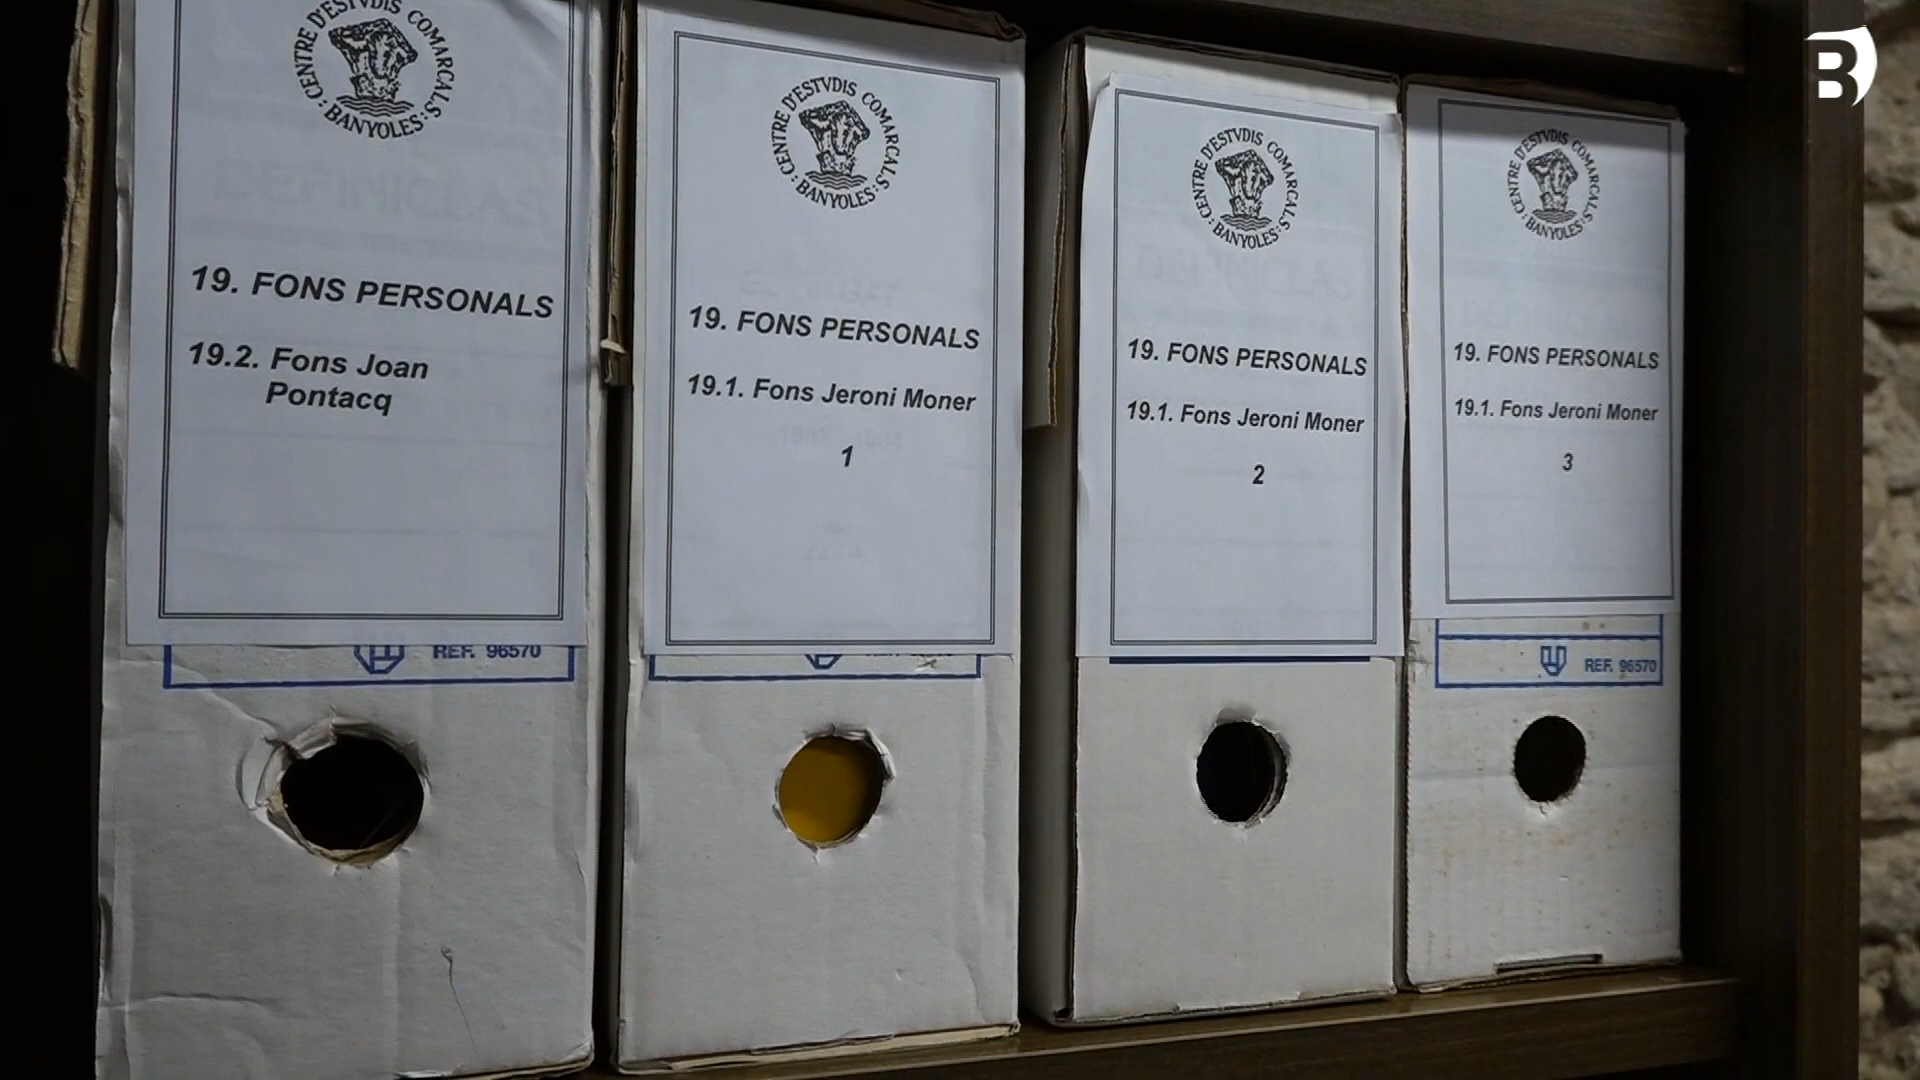 CENTRE D'ESTVDIS COMARCALS
BANYOLES
19. FONS PERSONALS
19.2. Fons Joan
Pontacq
REF. 96570
CENTRE D'ESTVDIS COMARCALS
BANYOLES
19. FONS PERSONALS
19.1. Fons Jeroni Moner
1
CENTRE D'ESTVDIS COMARCALS
BANYOLES
19. FONS PERSONALS
19.1. Fons Jeroni Moner
2
CENTRE D'ESTVDIS COMARCALS
BANYOLES
19. FONS PERSONALS
19.1. Fons Jeroni Moner
3
REF. 96570
B